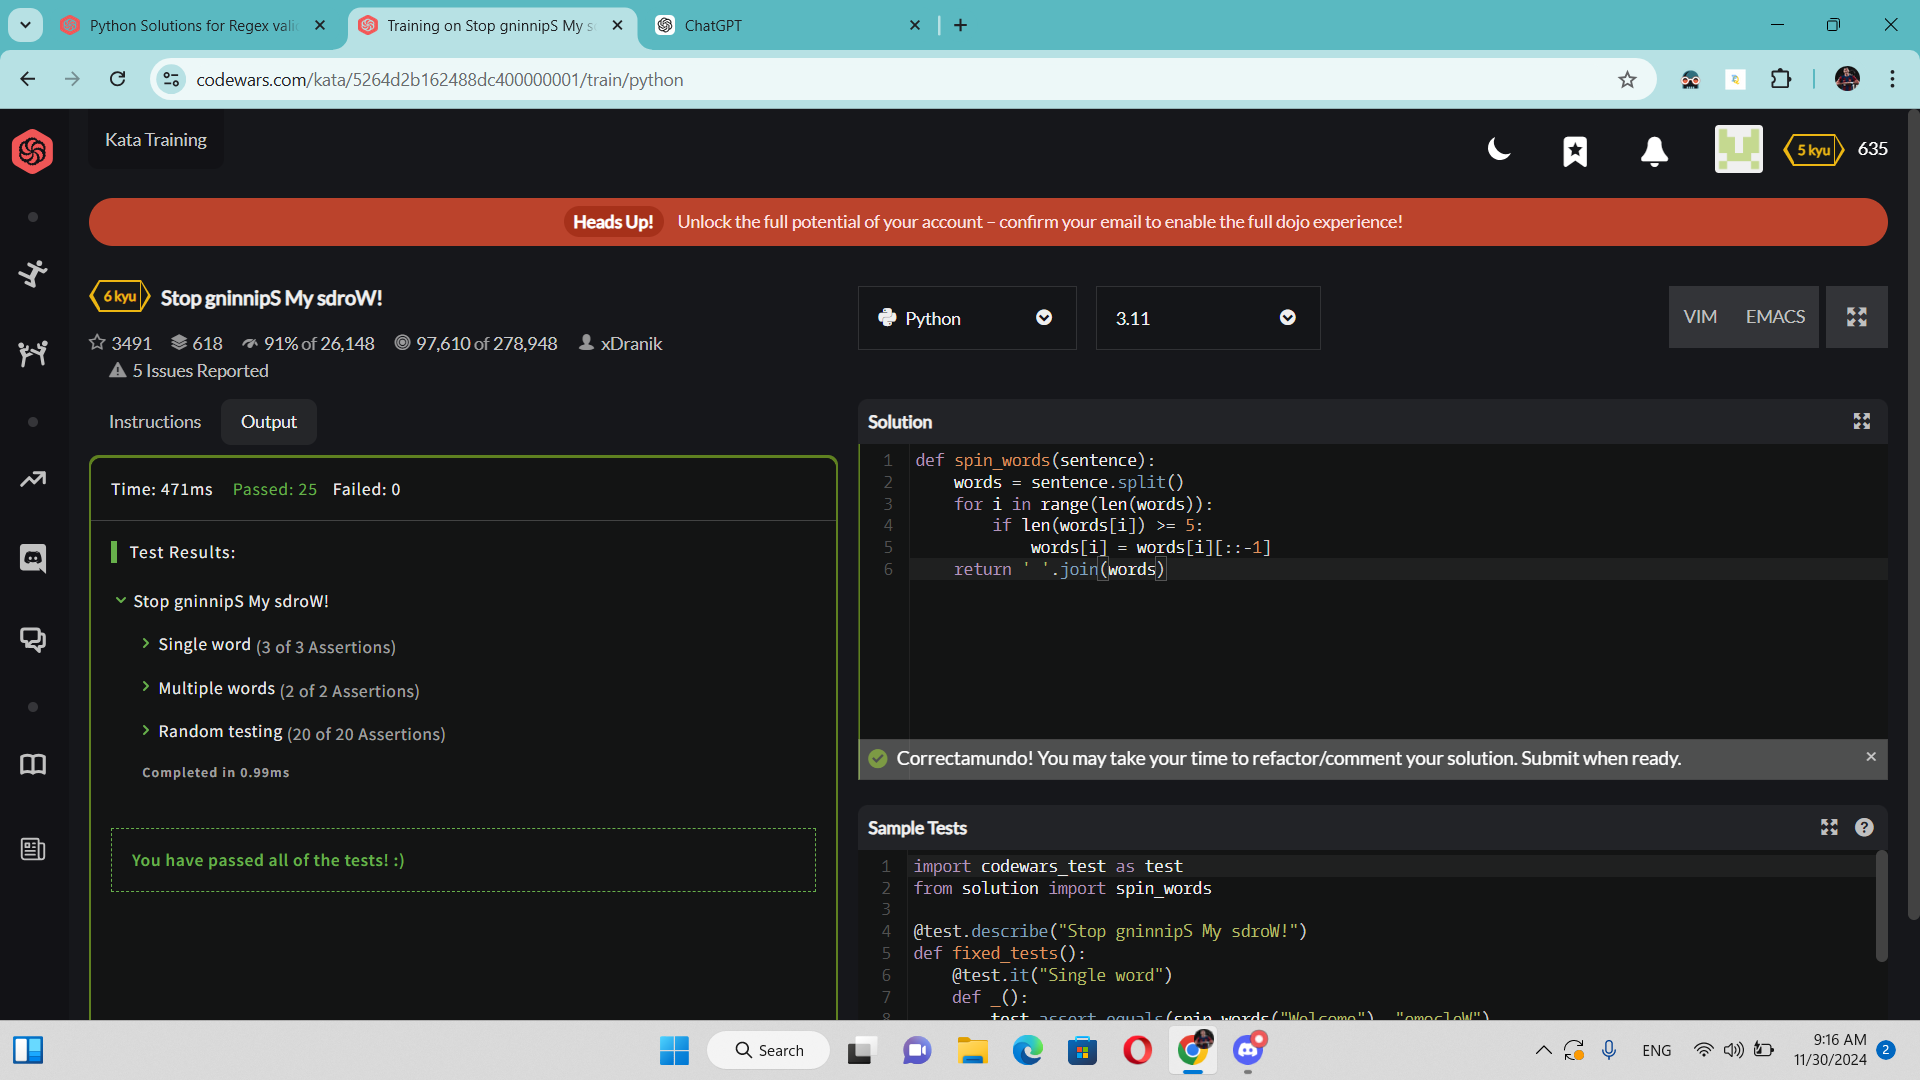 Python Solutions for Regex vali
Training on Stop gninnipS My s
ChatGPT
codewars.com/kata/5264d2b162488dc400000001/train/python
Kata Training
5 kyu
635
Heads Up! Unlock the full potential of your account – confirm your email to enable the full dojo experience!
6 kyu Stop gninnipS My sdroW!
3491 618 91% of 26,148 97,610 of 278,948 xDranik
5 Issues Reported
Python
3.11
VIM EMACS
Instructions Output
Time: 471ms Passed: 25 Failed: 0
Test Results:
Stop gninnipS My sdroW!
Single word (3 of 3 Assertions)
Multiple words (2 of 2 Assertions)
Random testing (20 of 20 Assertions)
Completed in 0.99ms
You have passed all of the tests! :)
Solution
1 def spin_words(sentence):
2 words = sentence.split()
3 for i in range(len(words)):
4 if len(words[i]) >= 5:
5 words[i] = words[i][::-1]
6 return ' '.join(words)
Correctamundo! You may take your time to refactor/comment your solution. Submit when ready.
Sample Tests
1 import codewars_test as test
2 from solution import spin_words
3
4 @test.describe("Stop gninnipS My sdroW!")
5 def fixed_tests():
6 @test.it("Single word")
7 def _():
8 test.assert_equals(spin_words("Welcome"), "emocleW")
Search
ENG
9:16 AM
11/30/2024
2